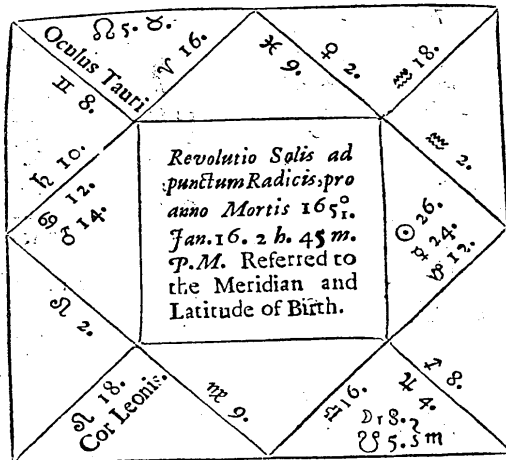 ☊ 5. ♉.
Oculus Tauri
♈ 16.
♊ 8.
♓ 9.
♀ 2.
♒ 18.
♒ 2.
♄ 10.
♋ 12.
♂ 14.
Revolutio Solis ad
punctum Radicis, pro
anno Mortis 165⁰₁.
Jan. 16. 2 h. 45 m.
P.M. Referred to
the Meridian and
Latitude of Birth.
☉ 26.
☿ 24.
♑ 12.
♌ 2.
♌ 18.
Cor Leonis.
♍ 9.
♎ 16.
♐ 8.
♃ 4.
☽ 18.
☋ 5. } ♏